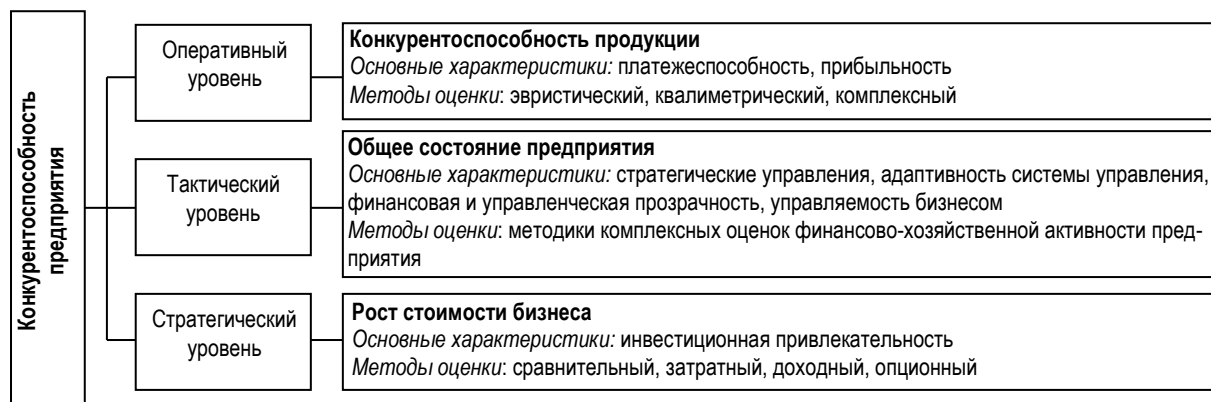 Конкурентоспособность
предприятия
Оперативный
уровень
Конкурентоспособность продукции
Основные характеристики: платежеспособность, прибыльность
Методы оценки: эвристический, квалиметрический, комплексный
Тактический
уровень
Общее состояние предприятия
Основные характеристики: стратегические управления, адаптивность системы управления,
финансовая и управленческая прозрачность, управляемость бизнесом
Методы оценки: методики комплексных оценок финансово-хозяйственной активности пред-
приятия
Стратегический
уровень
Рост стоимости бизнеса
Основные характеристики: инвестиционная привлекательность
Методы оценки: сравнительный, затратный, доходный, опционный